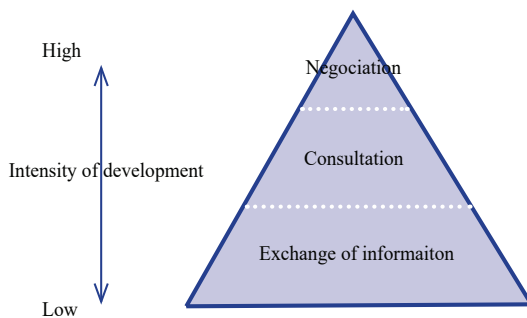 High
Negociation
Consultation
Intensity of development
Exchange of informaiton
Low